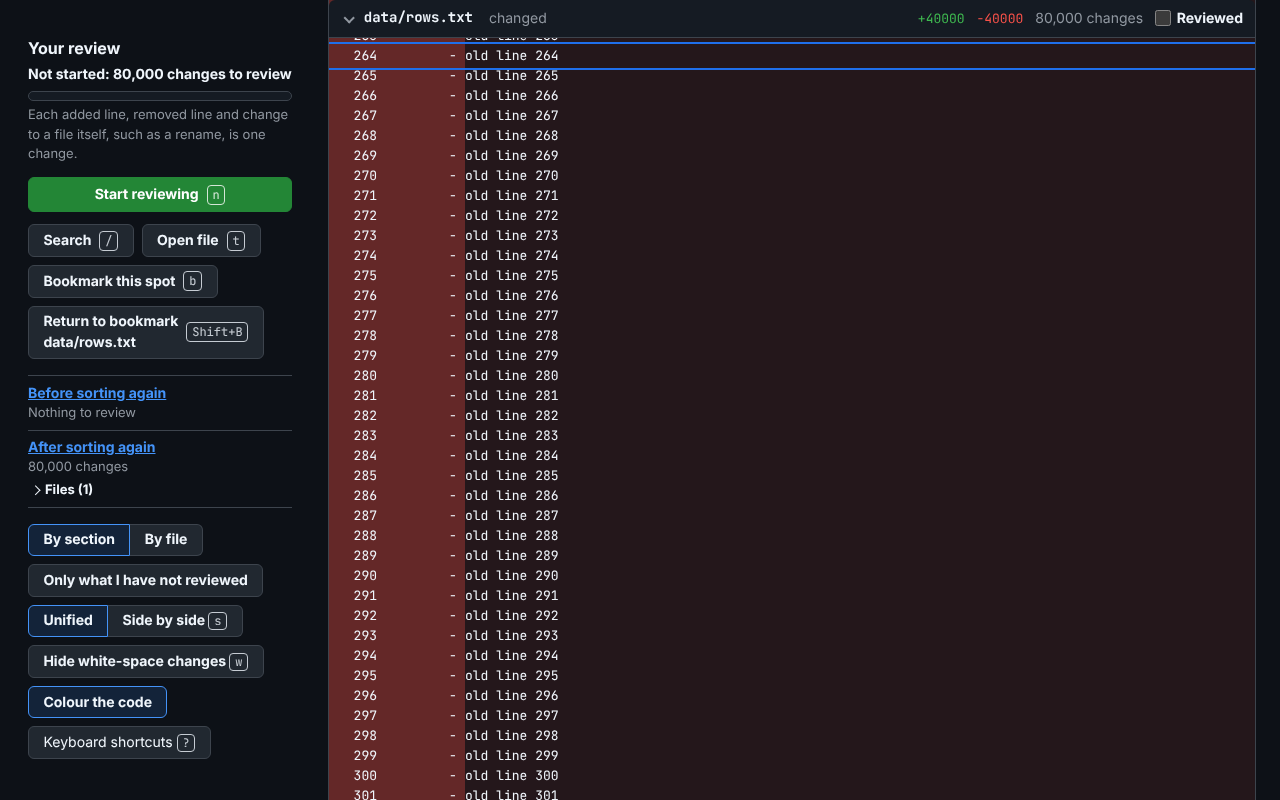 data/rows.txt changed +40000 -40000 80,000 changes Reviewed
Your review
Not started: 80,000 changes to review
Each added line, removed line and change
to a file itself, such as a rename, is one
change.
Start reviewing n
Search / Open file t
Bookmark this spot b
Return to bookmark
data/rows.txt Shift+B
Before sorting again
Nothing to review
After sorting again
80,000 changes
Files (1)
By section By file
Only what I have not reviewed
Unified Side by side s
Hide white-space changes w
Colour the code
Keyboard shortcuts ?
264 - old line 264
265 - old line 265
266 - old line 266
267 - old line 267
268 - old line 268
269 - old line 269
270 - old line 270
271 - old line 271
272 - old line 272
273 - old line 273
274 - old line 274
275 - old line 275
276 - old line 276
277 - old line 277
278 - old line 278
279 - old line 279
280 - old line 280
281 - old line 281
282 - old line 282
283 - old line 283
284 - old line 284
285 - old line 285
286 - old line 286
287 - old line 287
288 - old line 288
289 - old line 289
290 - old line 290
291 - old line 291
292 - old line 292
293 - old line 293
294 - old line 294
295 - old line 295
296 - old line 296
297 - old line 297
298 - old line 298
299 - old line 299
300 - old line 300
301 - old line 301